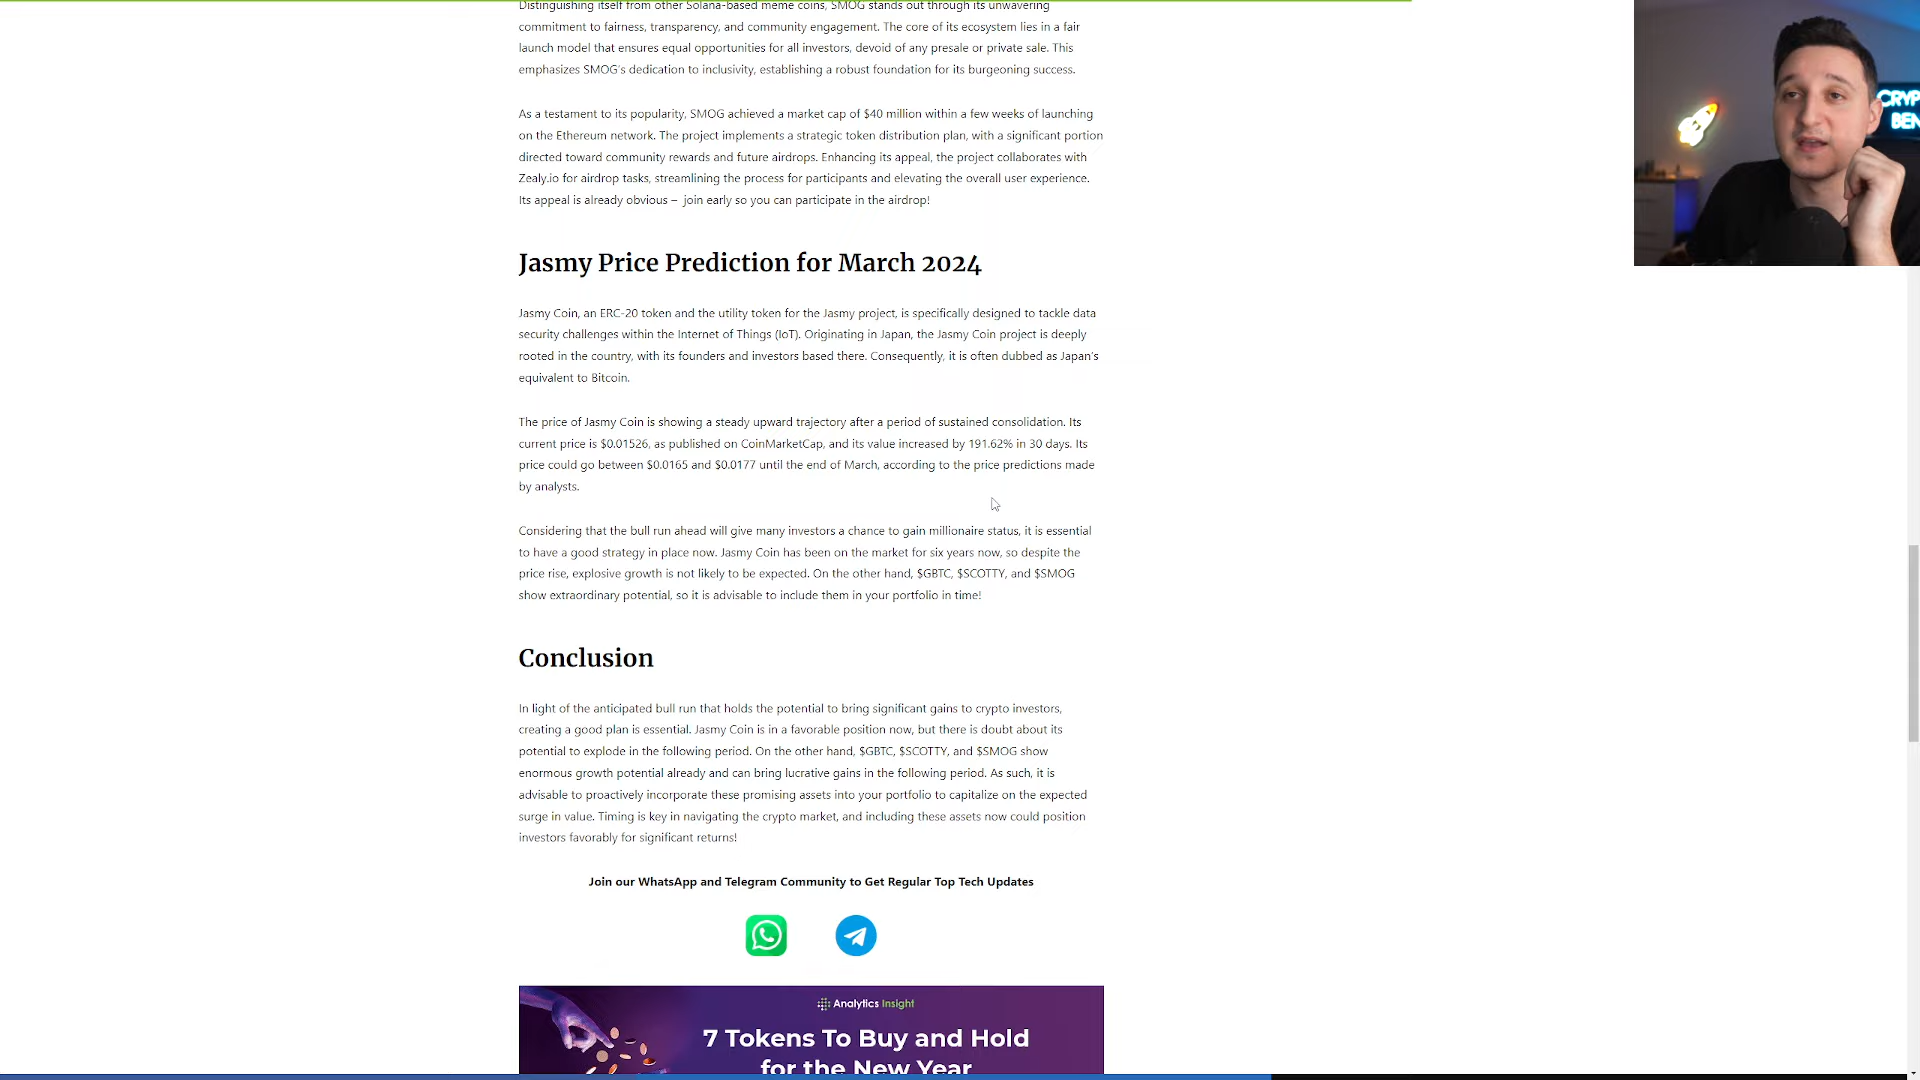 Distinguishing itself from other Solana-based meme coins, SMOG stands out through its unwavering
commitment to fairness, transparency, and community engagement. The core of its ecosystem lies in a fair
launch model that ensures equal opportunities for all investors, devoid of any presale or private sale. This
emphasizes SMOG's dedication to inclusivity, establishing a robust foundation for its burgeoning success.
As a testament to its popularity, SMOG achieved a market cap of $40 million within a few weeks of launching
on the Ethereum network. The project implements a strategic token distribution plan, with a significant portion
directed toward community rewards and future airdrops. Enhancing its appeal, the project collaborates with
Zealy.io for airdrop tasks, streamlining the process for participants and elevating the overall user experience.
Its appeal is already obvious – join early so you can participate in the airdrop!
Jasmy Price Prediction for March 2024
Jasmy Coin, an ERC-20 token and the utility token for the Jasmy project, is specifically designed to tackle data
security challenges within the Internet of Things (IoT). Originating in Japan, the Jasmy Coin project is deeply
rooted in the country, with its founders and investors based there. Consequently, it is often dubbed as Japan's
equivalent to Bitcoin.
The price of Jasmy Coin is showing a steady upward trajectory after a period of sustained consolidation. Its
current price is $0.01526, as published on CoinMarketCap, and its value increased by 191.62% in 30 days. Its
price could go between $0.0165 and $0.0177 until the end of March, according to the price predictions made
by analysts.
Considering that the bull run ahead will give many investors a chance to gain millionaire status, it is essential
to have a good strategy in place now. Jasmy Coin has been on the market for six years now, so despite the
price rise, explosive growth is not likely to be expected. On the other hand, $GBTC, $SCOTTY, and $SMOG
show extraordinary potential, so it is advisable to include them in your portfolio in time!
Conclusion
In light of the anticipated bull run that holds the potential to bring significant gains to crypto investors,
creating a good plan is essential. Jasmy Coin is in a favorable position now, but there is doubt about its
potential to explode in the following period. On the other hand, $GBTC, $SCOTTY, and $SMOG show
enormous growth potential already and can bring lucrative gains in the following period. As such, it is
advisable to proactively incorporate these promising assets into your portfolio to capitalize on the expected
surge in value. Timing is key in navigating the crypto market, and including these assets now could position
investors favorably for significant returns!
Join our WhatsApp and Telegram Community to Get Regular Top Tech Updates
Analytics Insight
7 Tokens To Buy and Hold
for the New Year
CRYP
BEN